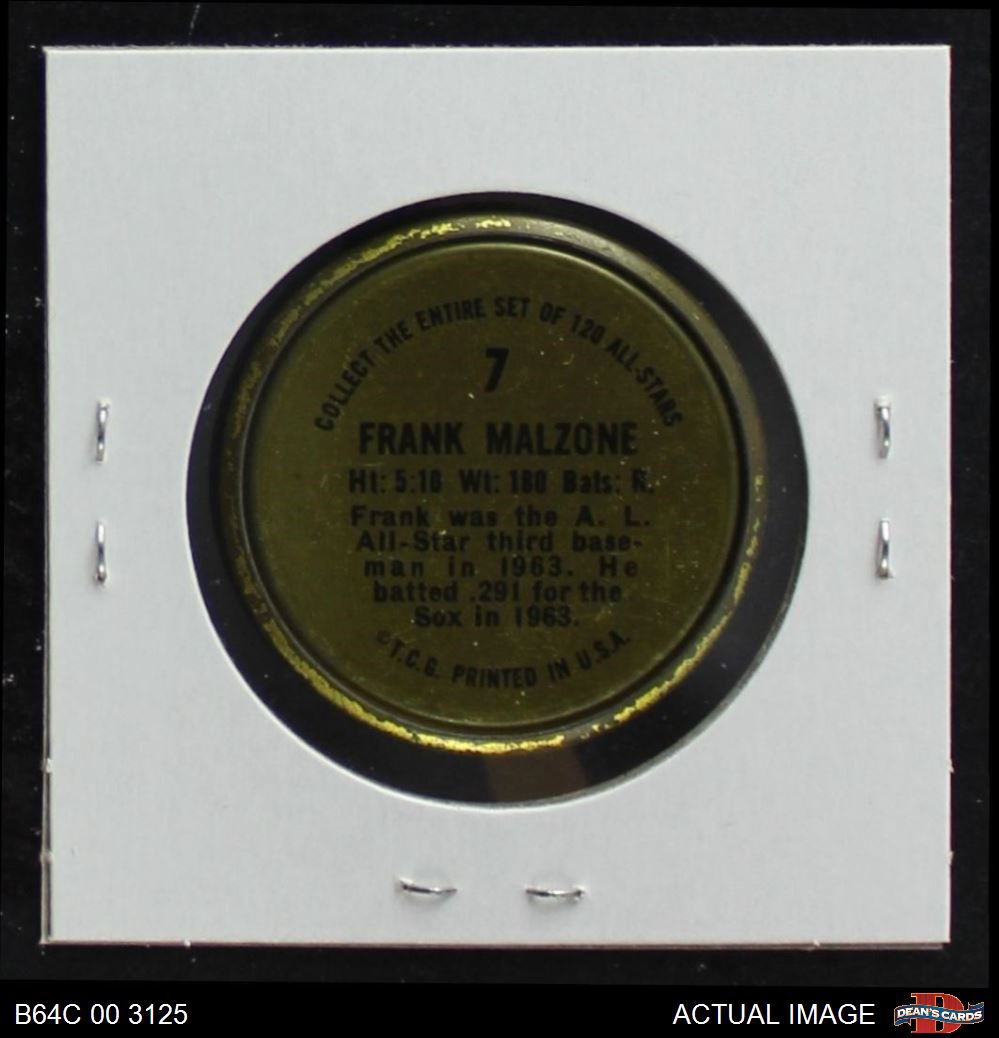 COLLECT THE ENTIRE SET OF 120 ALL-STARS
7
FRANK MALZONE
Ht: 5:10 Wt: 180 Bats: R.
Frank was the A. L.
All-Star third base-
man in 1963. He
batted .291 for the
Sox in 1963.
©T.C.G. PRINTED IN U.S.A.
B64C 00 3125
ACTUAL IMAGE
D
DEAN'S CARDS